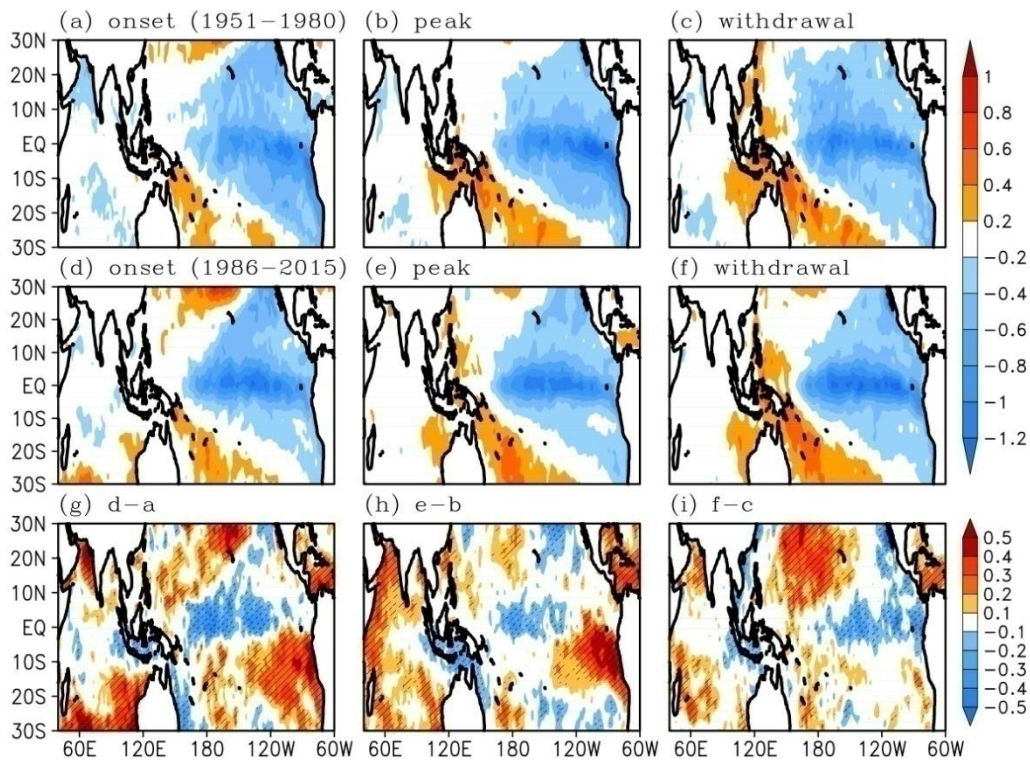 (a) onset (1951−1980) (b) peak (c) withdrawal
30N
20N
10N
EQ
10S
20S
30S
1
0.8
0.6
0.4
0.2
−0.2
−0.4
−0.6
−0.8
−1
−1.2
(d) onset (1986−2015) (e) peak (f) withdrawal
30N
20N
10N
EQ
10S
20S
30S
(g) d−a (h) e−b (i) f−c
30N
20N
10N
EQ
10S
20S
30S
0.5
0.4
0.3
0.2
0.1
−0.1
−0.2
−0.3
−0.4
−0.5
60E 120E 180 120W 60W 60E 120E 180 120W 60W 60E 120E 180 120W 60W